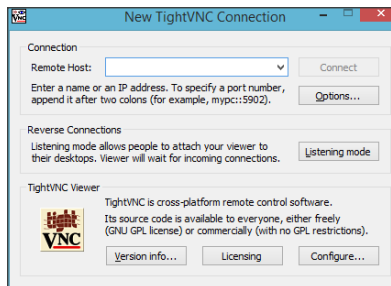 New TightVNC Connection
Connection
Remote Host:
Connect
Enter a name or an IP address. To specify a port number,
append it after two colons (for example, mypc::5902).
Options...
Reverse Connections
Listening mode allows people to attach your viewer to
their desktops. Viewer will wait for incoming connections.
Listening mode
TightVNC Viewer
TightVNC is cross-platform remote control
software.
Its source code is available to everyone, either freely
(GNU GPL license) or commercially (with no GPL restrictions).
tight
VNC
Version info...
Licensing
Configure...